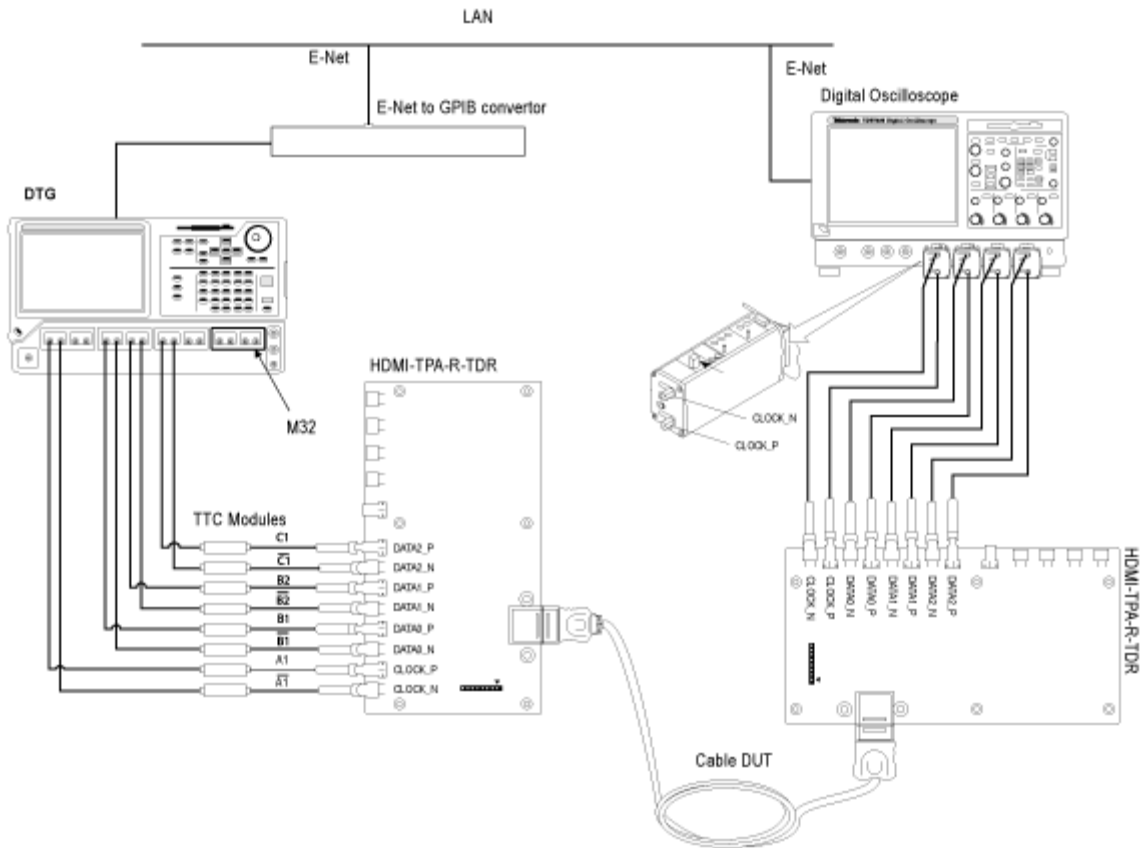 LAN
E-Net
E-Net
E-Net to GPIB convertor
Digital Oscilloscope
DTG
HDMI-TPA-R-TDR
M32
CLOCK_N
CLOCK_P
TTC Modules
C1
C1
B2
B2
B1
B1
A1
A1
DATA2_P
DATA2_N
DATA1_P
DATA1_N
DATA0_P
DATA0_N
CLOCK_P
CLOCK_N
CLOCK_N
CLOCK_P
DATA0_N
DATA0_P
DATA1_N
DATA1_P
DATA2_N
DATA2_P
HDMI-TPA-R-TDR
Cable DUT